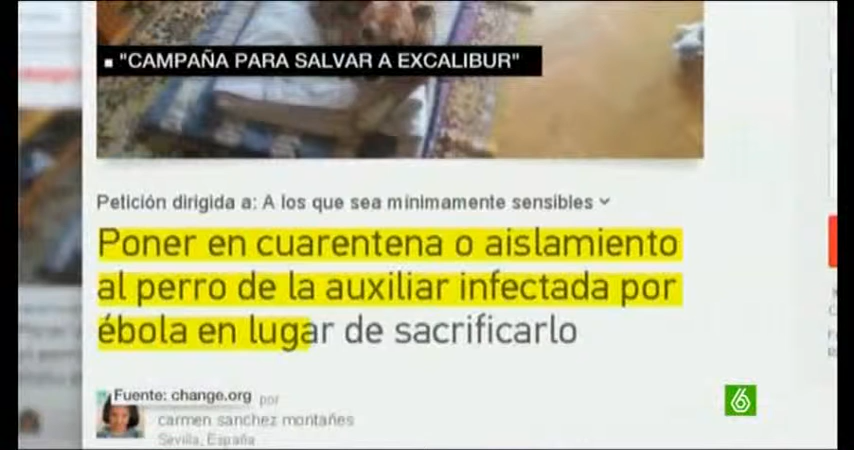 "CAMPAÑA PARA SALVAR A EXCALIBUR"
Petición dirigida a: A los que sea mínimamente sensibles
Poner en cuarentena o aislamiento
al perro de la auxiliar infectada por
ébola en lugar de sacrificarlo
Fuente: change.org por
carmen sanchez montañes
Sevilla, España
6